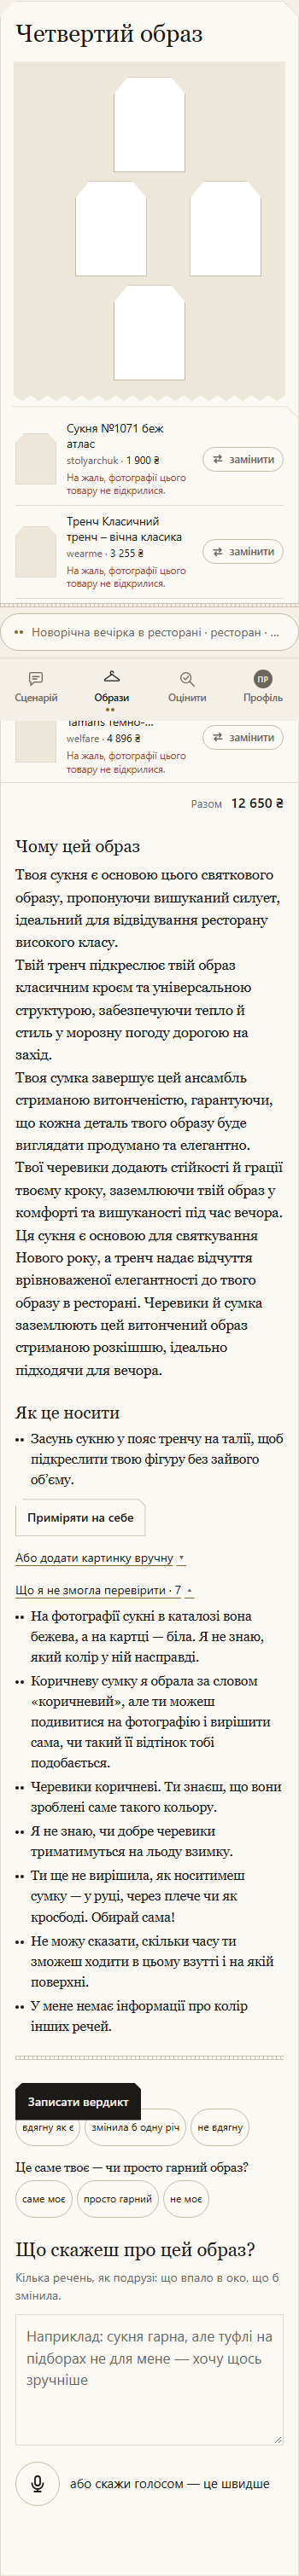 Четвертий образ
Сукня №1071 беж
атлас
stolyarchuk · 1 900 ₴
На жаль, фотографії цього
товару не відкрилися.
замінити
Тренч Класичний
тренч – вічна класика
wearme · 3 255 ₴
На жаль, фотографії цього
товару не відкрилися.
замінити
Новорічна вечірка в ресторані · ресторан · ...
Сценарій
Образи
Оцінити
ПР
Профіль
Tamaris темно-...
welfare · 4 896 ₴
На жаль, фотографії цього
товару не відкрилися.
замінити
Разом 12 650 ₴
Чому цей образ
Твоя сукня є основою цього святкового
образу, пропонуючи вишуканий силует,
ідеальний для відвідування ресторану
високого класу.
Твій тренч підкреслює твій образ
класичним кроєм та універсальною
структурою, забезпечуючи тепло й
стиль у морозну погоду дорогою на
захід.
Твоя сумка завершує цей ансамбль
стриманою витонченістю, гарантуючи,
що кожна деталь твого образу буде
виглядати продумано та елегантно.
Твої черевики додають стійкості й грації
твоєму кроку, заземлюючи твій образ у
комфорті та вишуканості під час вечора.
Ця сукня є основою для святкування
Нового року, а тренч надає відчуття
врівноваженої елегантності до твого
образу в ресторані. Черевики й сумка
заземлюють цей витончений образ
стриманою розкішшю, ідеально
підходячи для вечора.
Як це носити
Засунь сукню у пояс тренчу на талії, щоб
підкреслити твою фігуру без зайвого
об’єму.
Приміряти на себе
Або додати картинку вручну
Що я не змогла перевірити · 7
На фотографії сукні в каталозі вона
бежева, а на картці — біла. Я не знаю,
який колір у ній насправді.
Коричневу сумку я обрала за словом
«коричневий», але ти можеш
подивитися на фотографію і вирішити
сама, чи такий її відтінок тобі
подобається.
Черевики коричневі. Ти знаєш, що вони
зроблені саме такого кольору.
Я не знаю, чи добре черевики
триматимуться на льоду взимку.
Ти ще не вирішила, як носитимеш
сумку — у руці, через плече чи як
кросбоді. Обирай сама!
Не можу сказати, скільки часу ти
зможеш ходити в цьому взутті і на якій
поверхні.
У мене немає інформації про колір
інших речей.
Записати вердикт
вдягну як є
змінила б одну річ
не вдягну
Це саме твоє — чи просто гарний образ?
саме моє
просто гарний
не моє
Що скажеш про цей образ?
Кілька речень, як подрузі: що впало в око, що б
змінила.
Наприклад: сукня гарна, але туфлі на
підборах не для мене — хочу щось
зручніше
або скажи голосом — це швидше